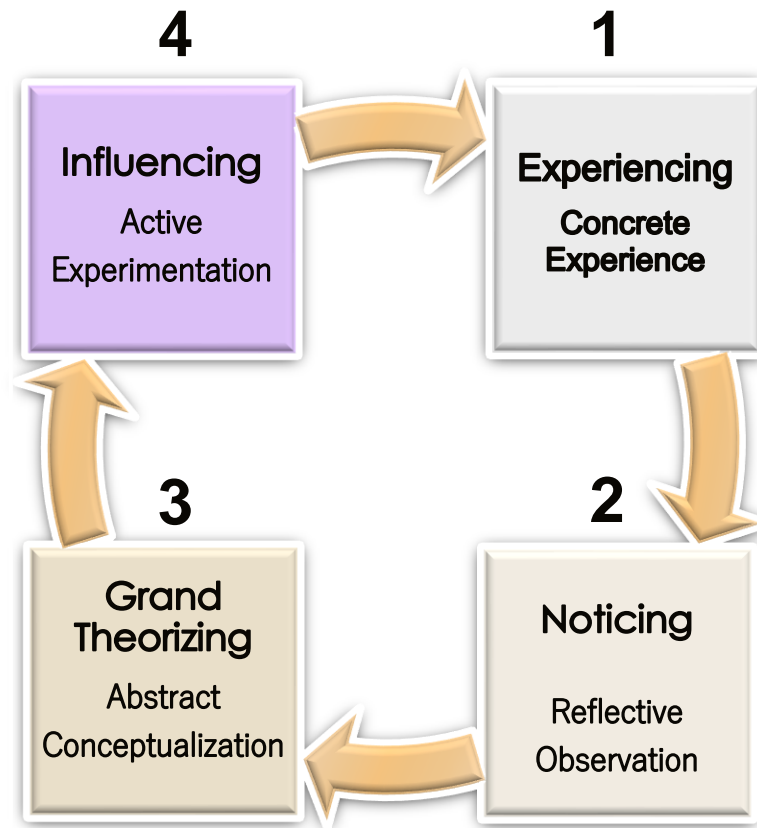 4
Influencing
Active
Experimentation
1
Experiencing
Concrete
Experience
3
Grand
Theorizing
Abstract
Conceptualization
2
Noticing
Reflective
Observation